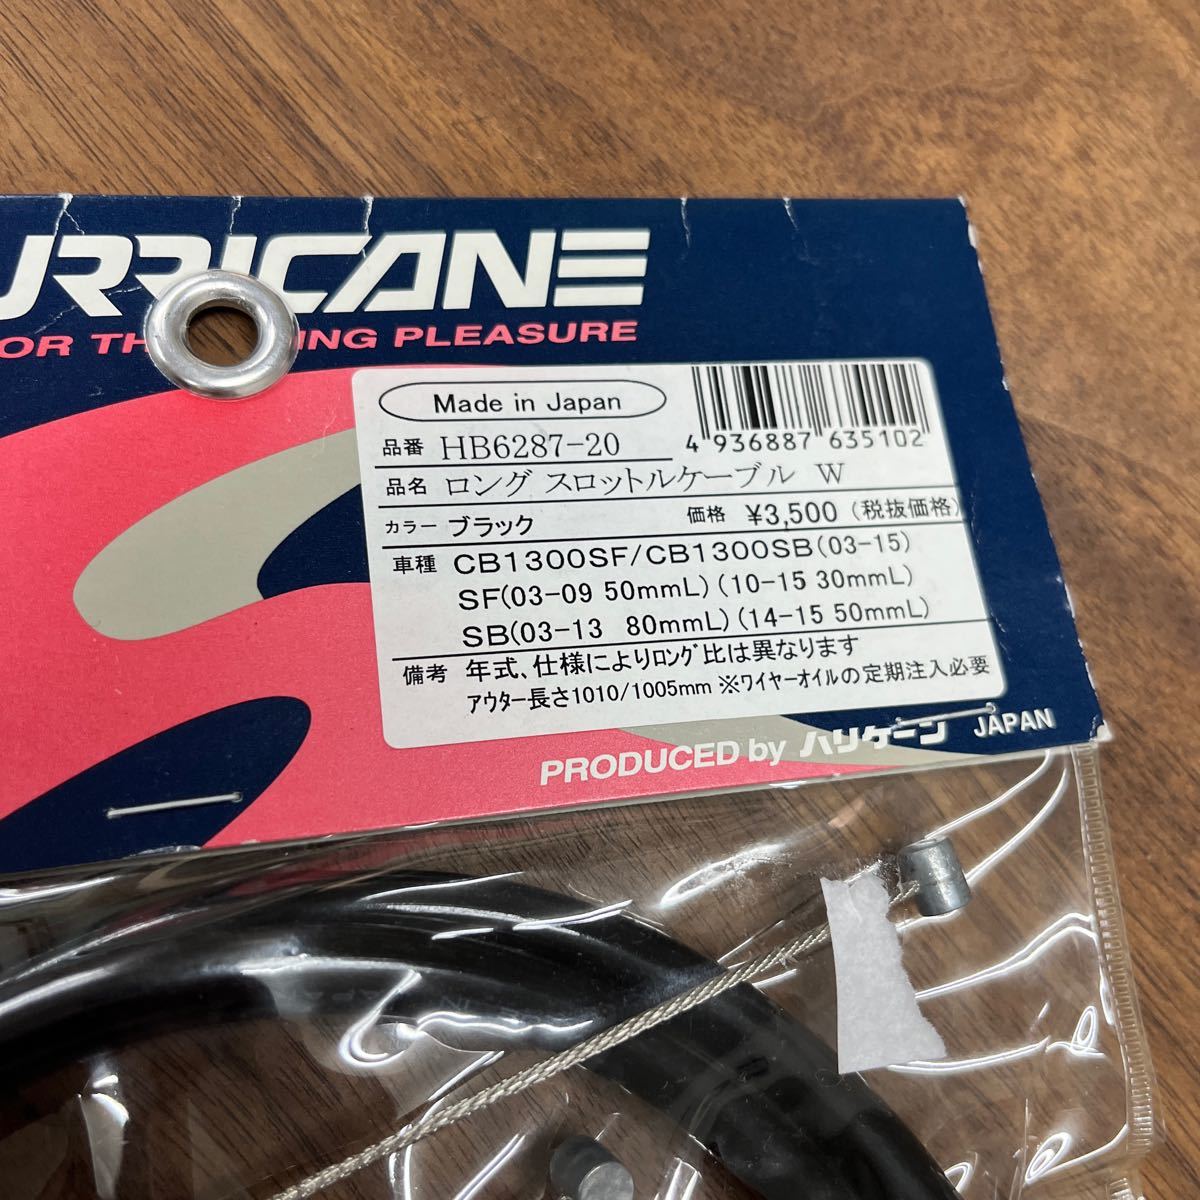 URRICANE
OR TH ING PLEASURE
Made in Japan
4 936887 635102
品番 HB6287-20
品名 ロング スロットルケーブル W
カラー ブラック 価格 ¥3,500 (税抜価格)
車種 CB1300SF/CB1300SB(03-15)
SF(03-09 50mmL)(10-15 30mmL)
SB(03-13 80mmL)(14-15 50mmL)
備考 年式、仕様によりロング比は異なります
アウター長さ1010/1005mm ※ワイヤーオイルの定期注入必要
PRODUCED by ハリケーン JAPAN